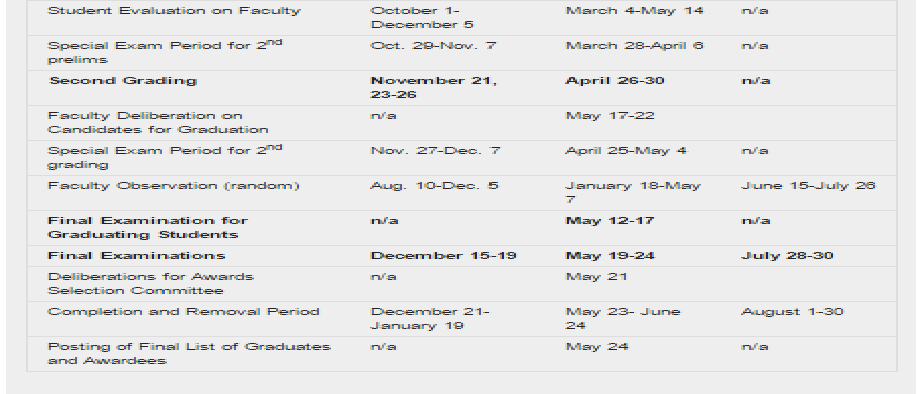 Student Evaluation on Faculty October 1- March 4-May 14 n/a
December 5
Special Exam Period for 2nd Oct. 29-Nov. 7 March 28-April 6 n/a
prelims
Second Grading November 21, April 26-30 n/a
23-26
Faculty Deliberation on n/a May 17-22
Candidates for Graduation
Special Exam Period for 2nd Nov. 27-Dec. 7 April 25-May 4 n/a
grading
Faculty Observation (random) Aug. 10-Dec. 5 January 18-May June 15-July 26
7
Final Examination for n/a May 12-17 n/a
Graduating Students
Final Examinations December 15-19 May 19-24 July 28-30
Deliberations for Awards n/a May 21
Selection Committee
Completion and Removal Period December 21- May 23- June August 1-30
January 19 24
Posting of Final List of Graduates n/a May 24 n/a
and Awardees